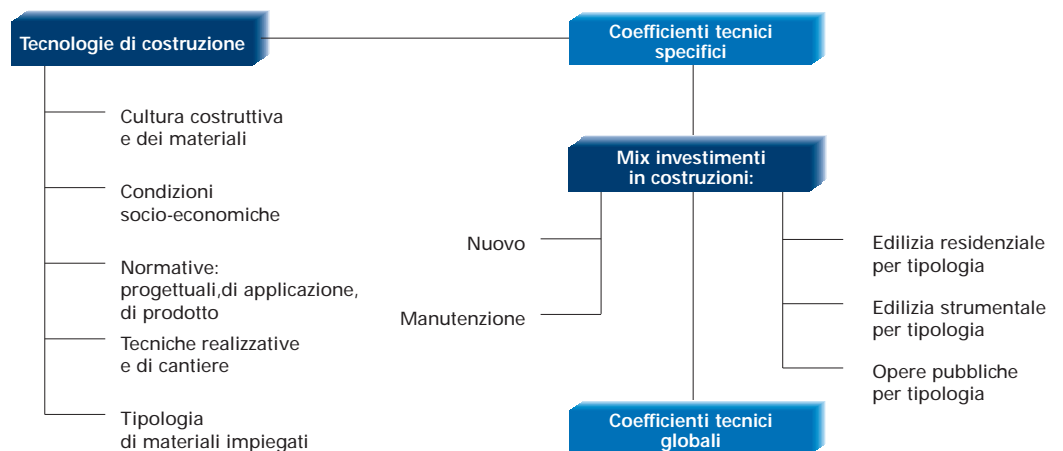 Tecnologie di costruzione
Cultura costruttiva
e dei materiali
Condizioni
socio-economiche
Normative:
progettuali,di applicazione,
di prodotto
Tecniche realizzative
e di cantiere
Tipologia
di materiali impiegati
Coefficienti tecnici
specifici
Mix investimenti
in costruzioni:
Nuovo
Manutenzione
Edilizia residenziale
per tipologia
Edilizia strumentale
per tipologia
Opere pubbliche
per tipologia
Coefficienti tecnici
globali